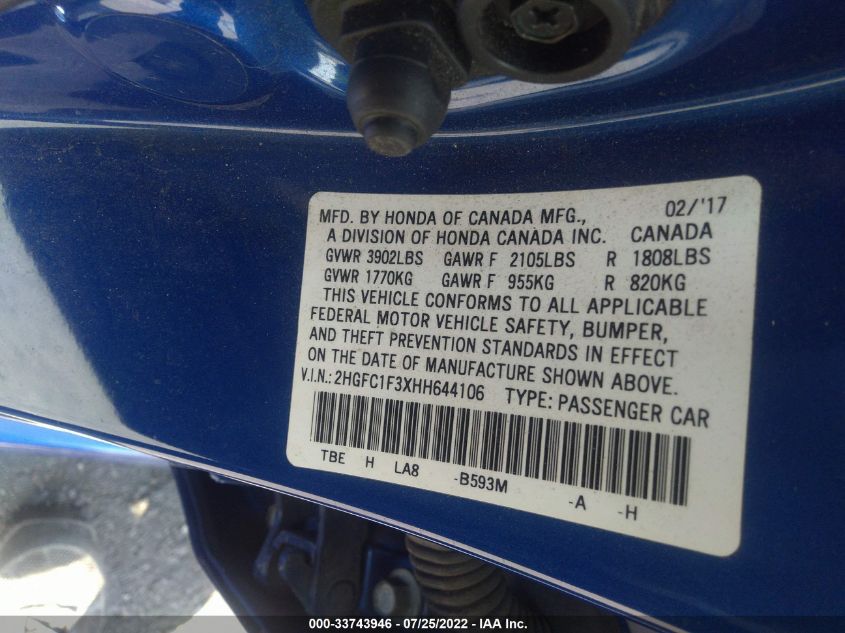 MFD. BY HONDA OF CANADA MFG., 02/'17
A DIVISION OF HONDA CANADA INC. CANADA
GVWR 3902LBS GAWR F 2105LBS R 1808LBS
GVWR 1770KG GAWR F 955KG R 820KG
THIS VEHICLE CONFORMS TO ALL APPLICABLE
FEDERAL MOTOR VEHICLE SAFETY, BUMPER,
AND THEFT PREVENTION STANDARDS IN EFFECT
ON THE DATE OF MANUFACTURE SHOWN ABOVE.
V.I.N.: 2HGFC1F3XHH644106 TYPE: PASSENGER CAR
TBE H LA8 -B593M -A -H
000-33743946 - 07/25/2022 - IAA Inc.